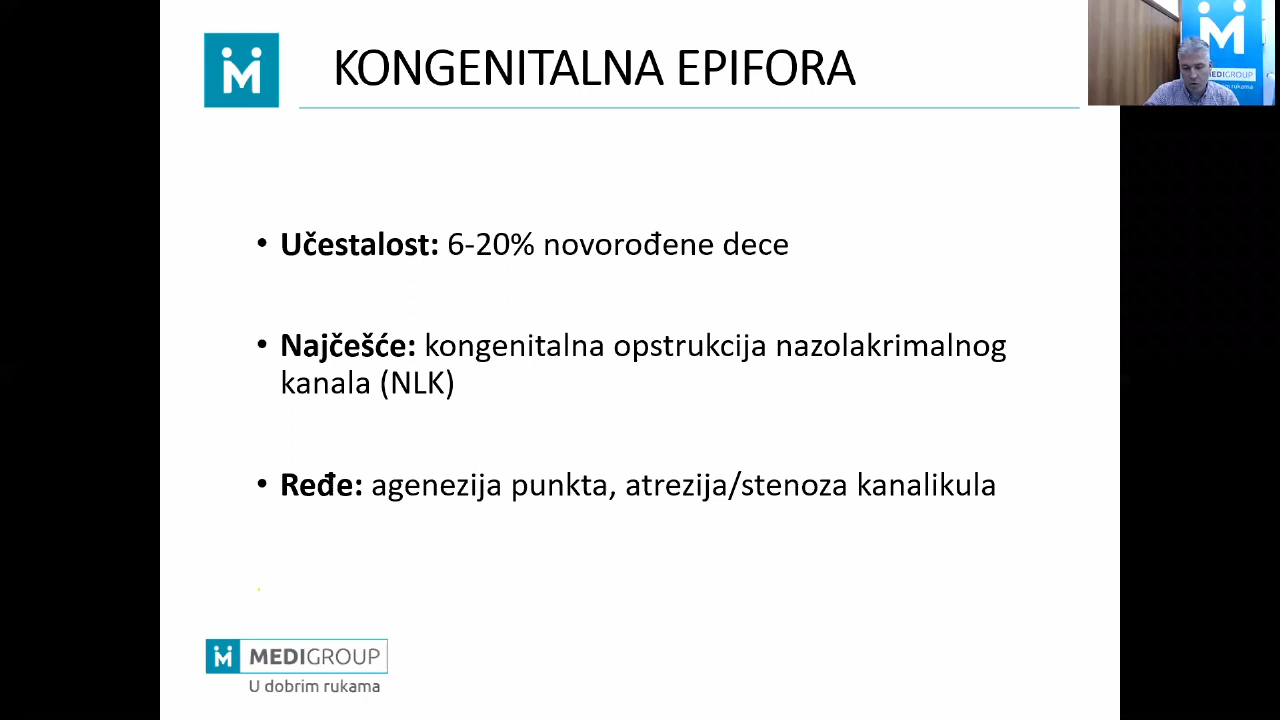 KONGENITALNA EPIFORA
MEDIGROUP
• Učestalost: 6-20% novorođene dece
• Najčešće: kongenitalna opstrukcija nazolakrimalnog
kanala (NLK)
• Ređe: agenezija punkta, atrezija/stenoza kanalikula
MEDIGROUP
U dobrim rukama